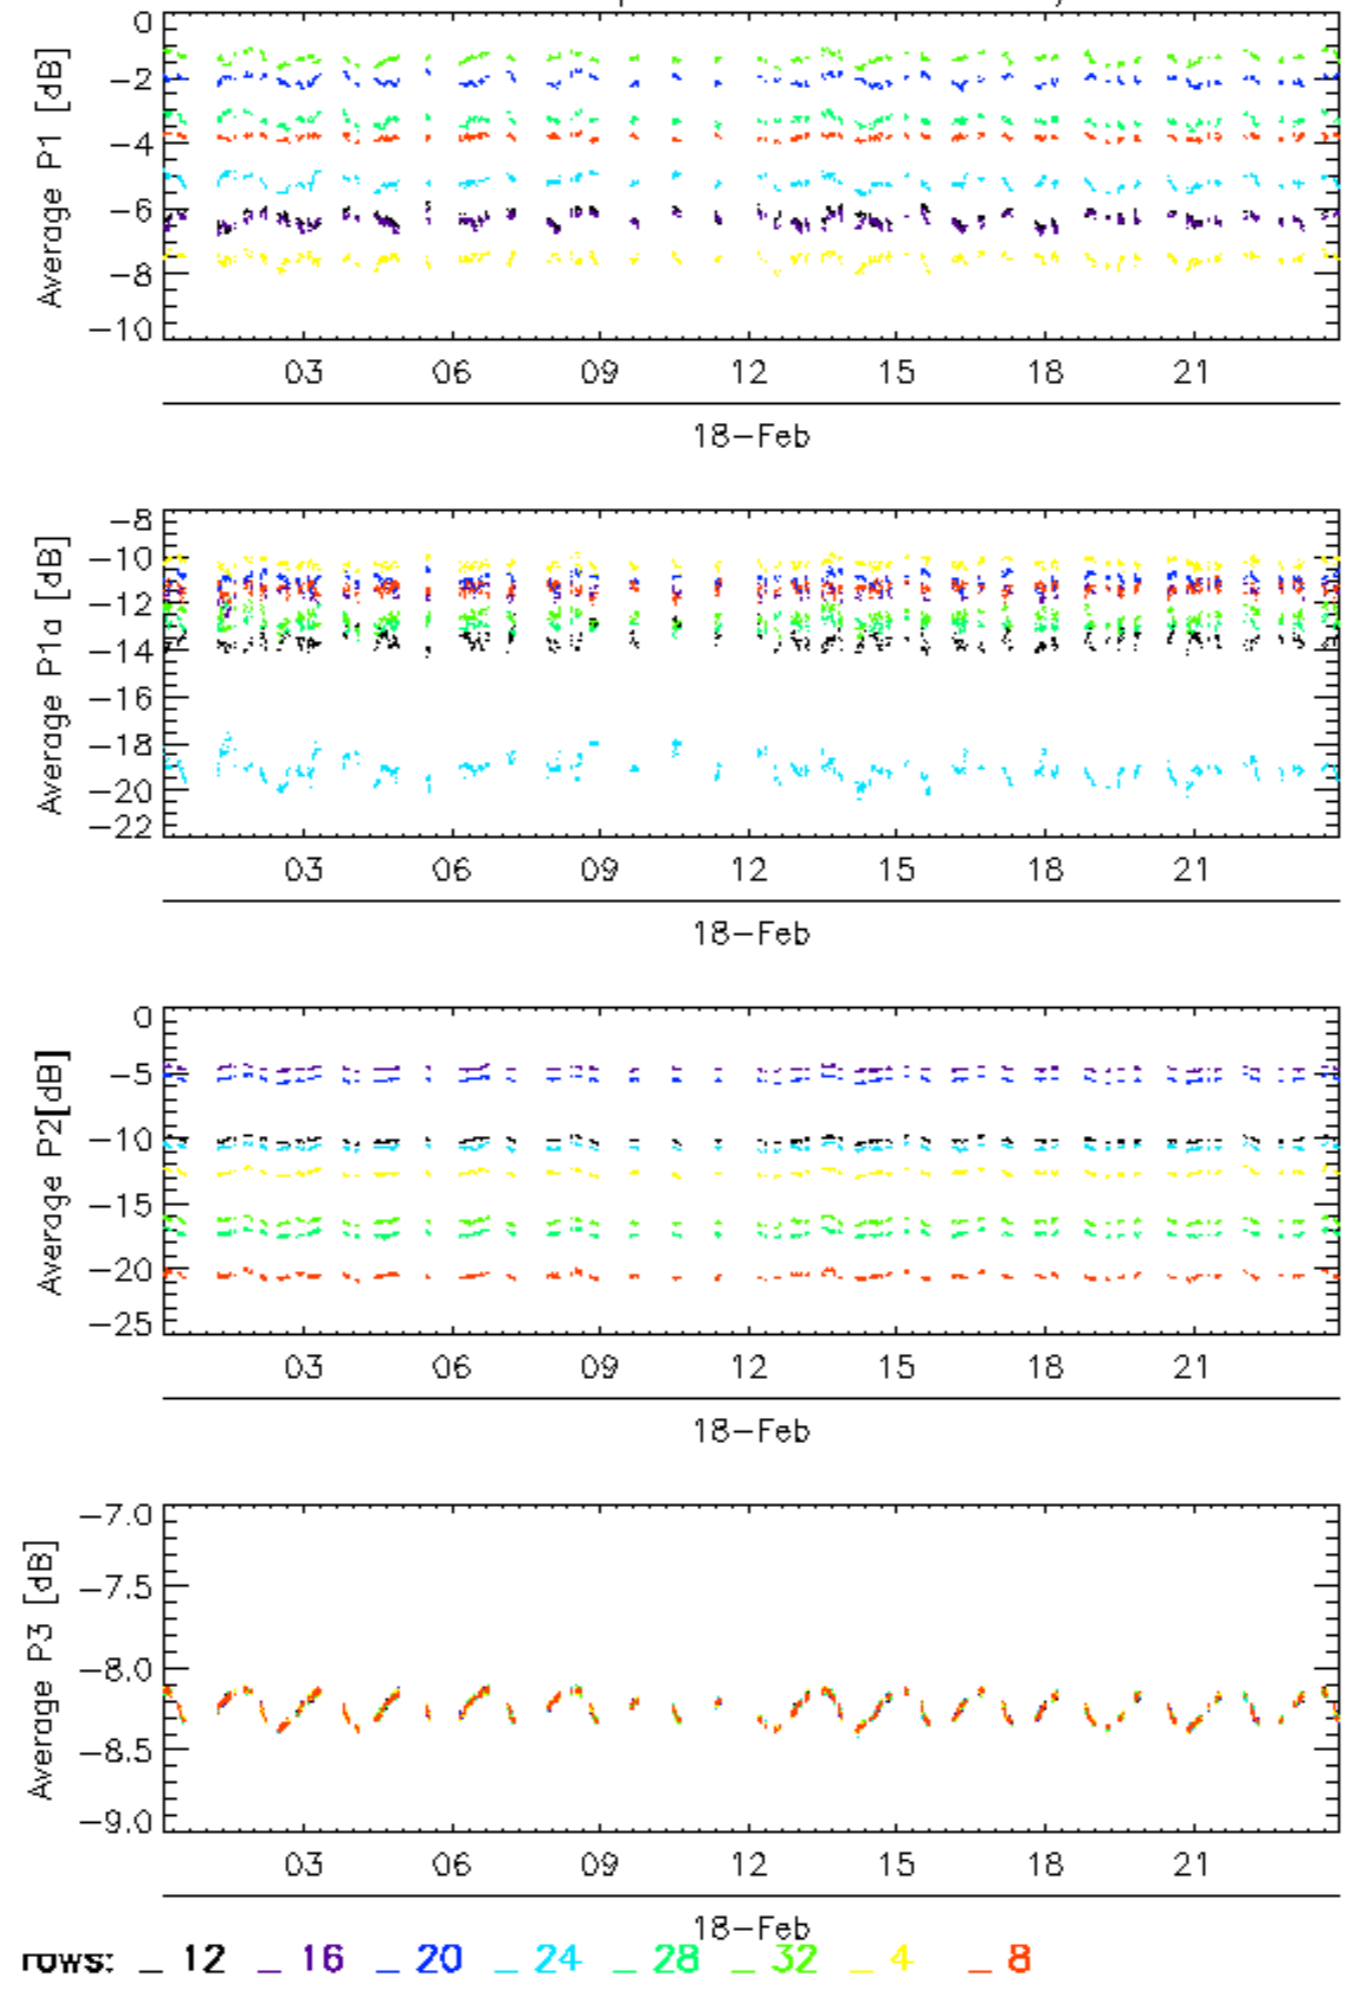 0
−2
−4
−6
−8
−10
Average P1 [dB]
03 06 09 12 15 18 21
18−Feb
−8
−10
−12
−14
−16
−18
−20
−22
Average P1a [dB]
03 06 09 12 15 18 21
18−Feb
0
−5
−10
−15
−20
−25
Average P2[dB]
03 06 09 12 15 18 21
18−Feb
−7.0
−7.5
−8.0
−8.5
−9.0
Average P3 [dB]
03 06 09 12 15 18 21
18−Feb
rows: _ 12 _ 16 _ 20 _ 24 _ 28 _ 32 _ 4 _ 8